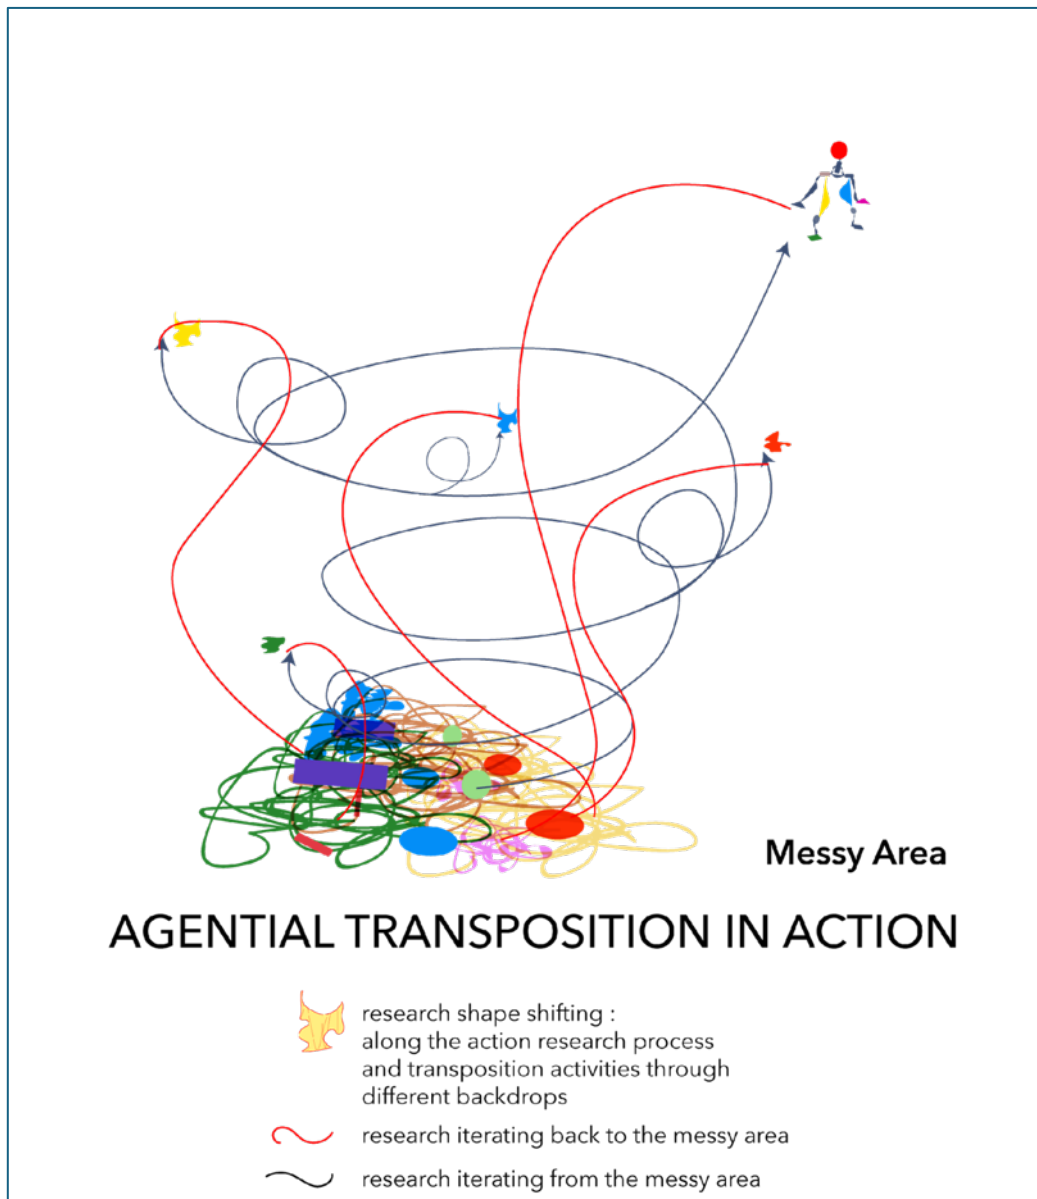 Messy Area
AGENTIAL TRANSPOSITION IN ACTION
research shape shifting :
along the action research process
and transposition activities through
different backdrops
research iterating back to the messy area
research iterating from the messy area